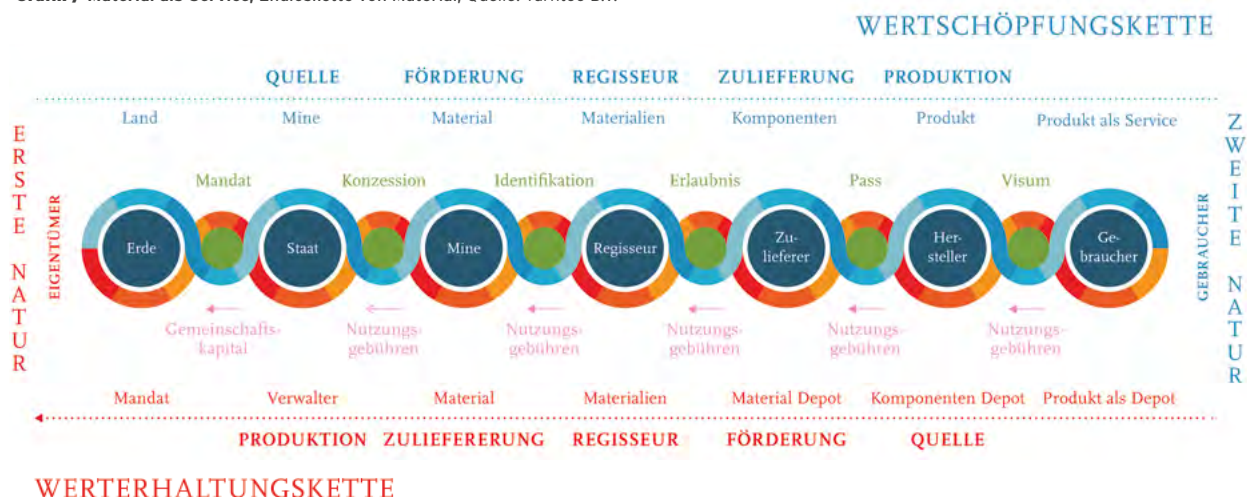 WERTSCHÖPFUNGSKETTE
QUELLE FÖRDERUNG REGISSEUR ZULIEFERUNG PRODUKTION
Land Mine Material Materialien Komponenten Produkt Produkt als Service
ERSTE NATUR
EIGENTÜMER
Mandat Konzession Identifikation Erlaubnis Pass Visum
Erde Staat Mine Regisseur Zu-
lieferer Her-
steller Ge-
braucher
GEBRAUCHER
ZWEITE NATUR
Gemeinschafts-
kapital Nutzungs-
gebühren Nutzungs-
gebühren Nutzungs-
gebühren Nutzungs-
gebühren Nutzungs-
gebühren
Mandat Verwalter Material Materialien Material Depot Komponenten Depot Produkt als Depot
PRODUKTION ZULIEFERERUNG REGISSEUR FÖRDERUNG QUELLE
WERTERHALTUNGSKETTE